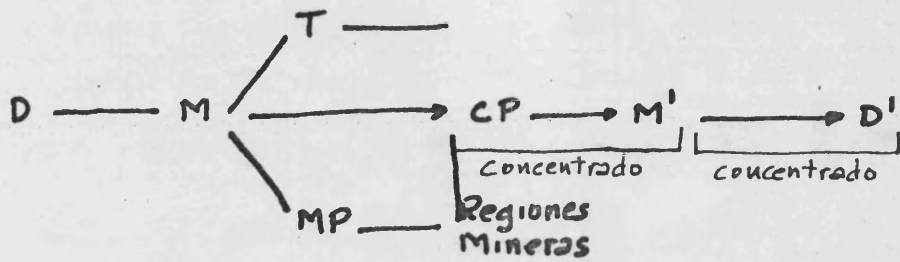 T
D M CP M' D'
concentrado concentrado
MP Regiones
Mineras